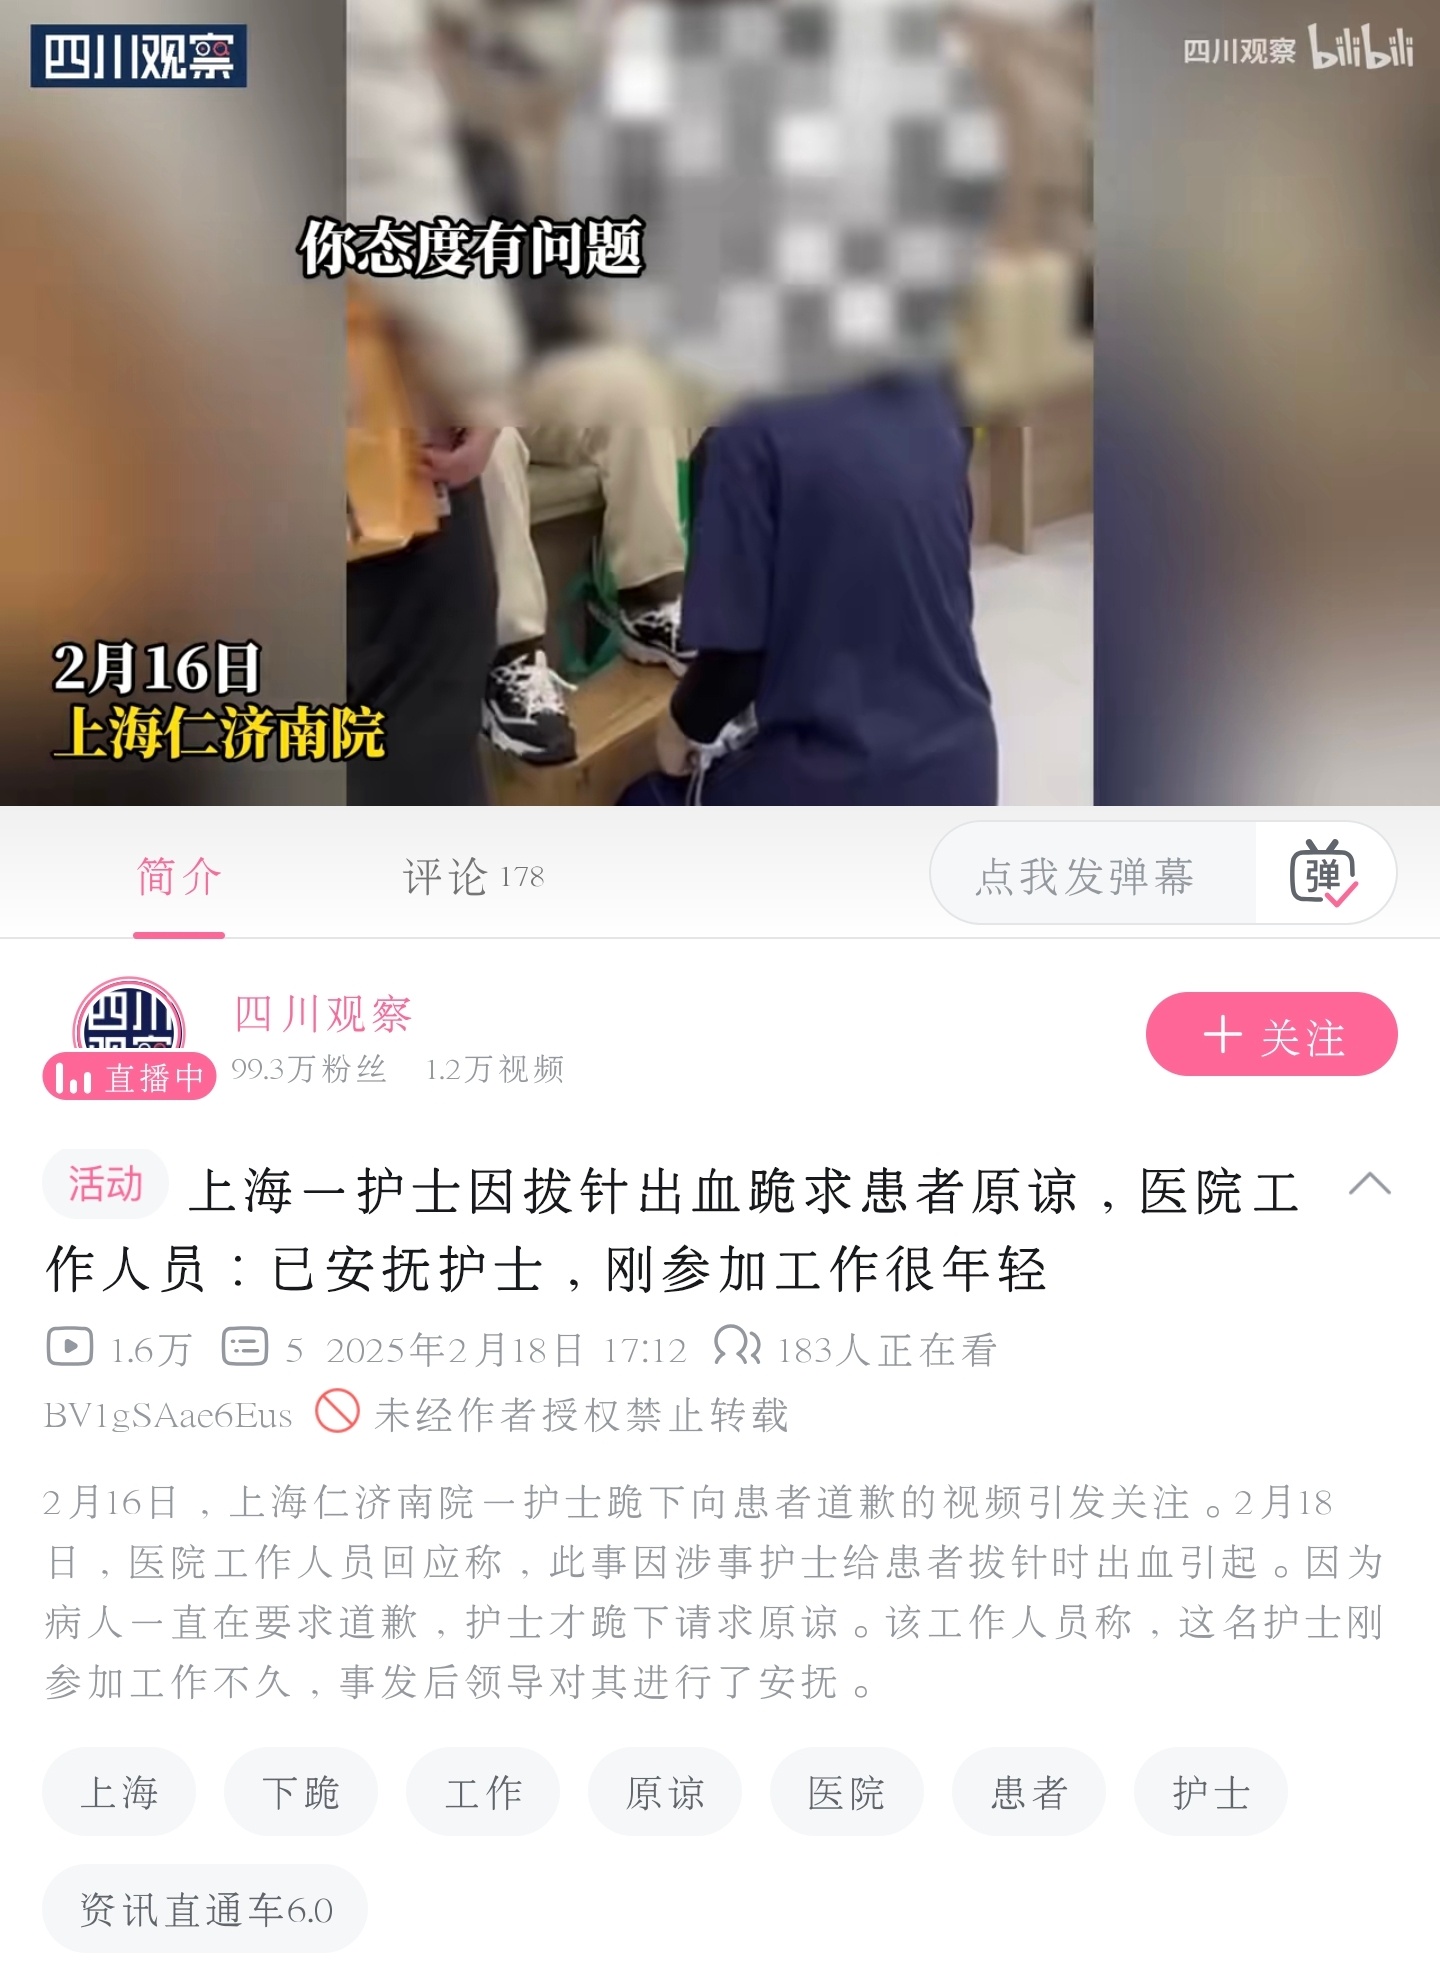 四川观察
四川观察 bilibili
你态度有问题
2月16日
上海仁济南院
简介
评论 178
点我发弹幕
弹
四川观察
直播中
四川观察
99.3万粉丝 1.2万视频
+ 关注
活动 上海一护士因拔针出血跪求患者原谅，医院工
作人员：已安抚护士，刚参加工作很年轻
1.6万 5 2025年2月18日 17:12 183人正在看
BV1gSAae6Eus 未经作者授权禁止转载
2月16日，上海仁济南院一护士跪下向患者道歉的视频引发关注。2月18
日，医院工作人员回应称，此事因涉事护士给患者拔针时出血引起。因为
病人一直在要求道歉，护士才跪下请求原谅。该工作人员称，这名护士刚
参加工作不久，事发后领导对其进行了安抚。
上海 下跪 工作 原谅 医院 患者 护士
资讯直通车6.0